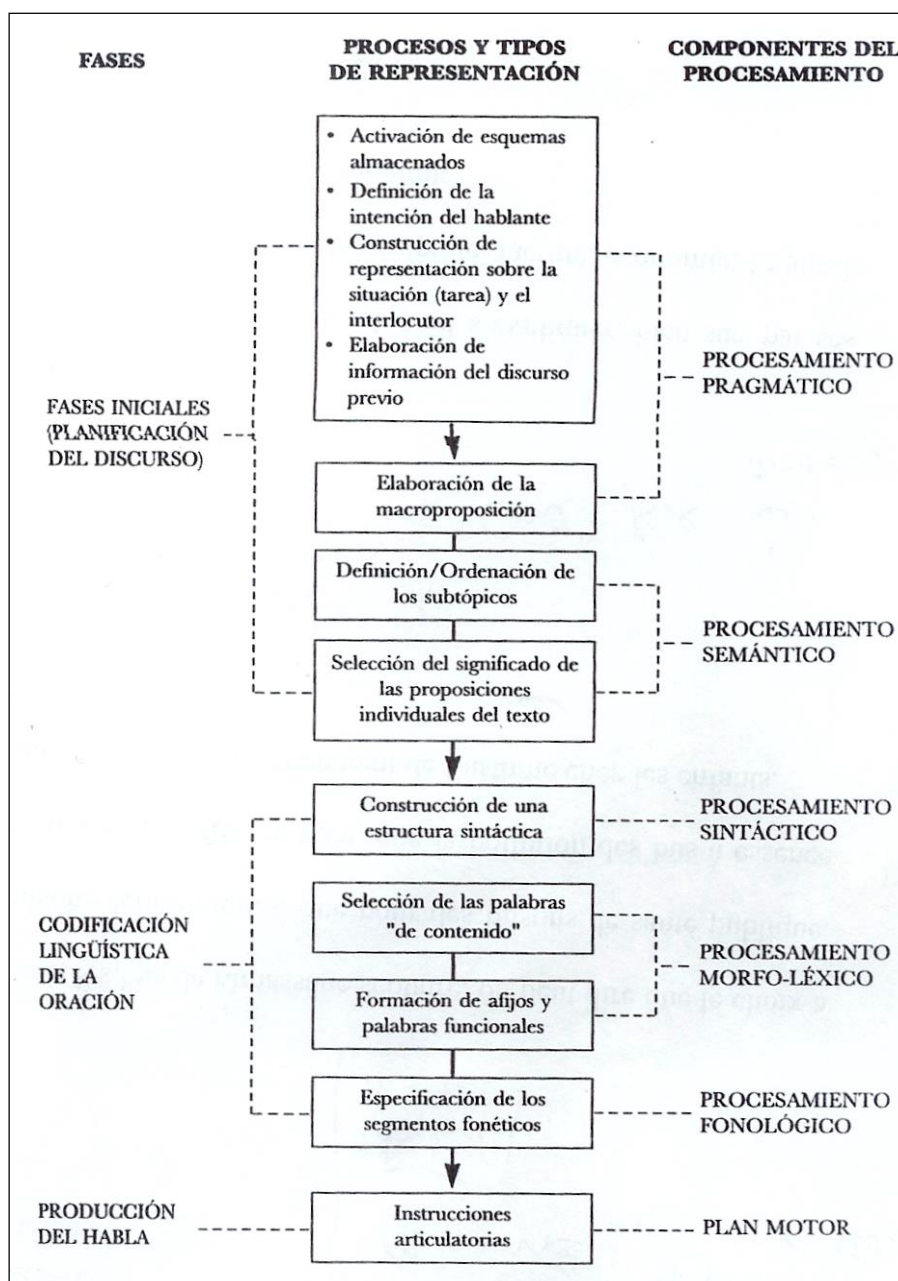 FASES
PROCESOS Y TIPOS
DE REPRESENTACIÓN
COMPONENTES DEL
PROCESAMIENTO
• Activación de esquemas
almacenados
• Definición de la
intención del hablante
• Construcción de
representación sobre la
situación (tarea) y el
interlocutor
• Elaboración de
información del discurso
previo
PROCESAMIENTO
PRAGMÁTICO
FASES INICIALES
(PLANIFICACIÓN
DEL DISCURSO)
Elaboración de la
macroproposición
Definición/Ordenación de
los subtópicos
Selección del significado de
las proposiciones
individuales del texto
PROCESAMIENTO
SEMÁNTICO
Construcción de una
estructura sintáctica
PROCESAMIENTO
SINTÁCTICO
CODIFICACIÓN
LINGÜÍSTICA
DE LA
ORACIÓN
Selección de las palabras
"de contenido"
Formación de afijos y
palabras funcionales
PROCESAMIENTO
MORFO-LÉXICO
Especificación de los
segmentos fonéticos
PROCESAMIENTO
FONOLÓGICO
PRODUCCIÓN
DEL HABLA
Instrucciones
articulatorias
PLAN MOTOR